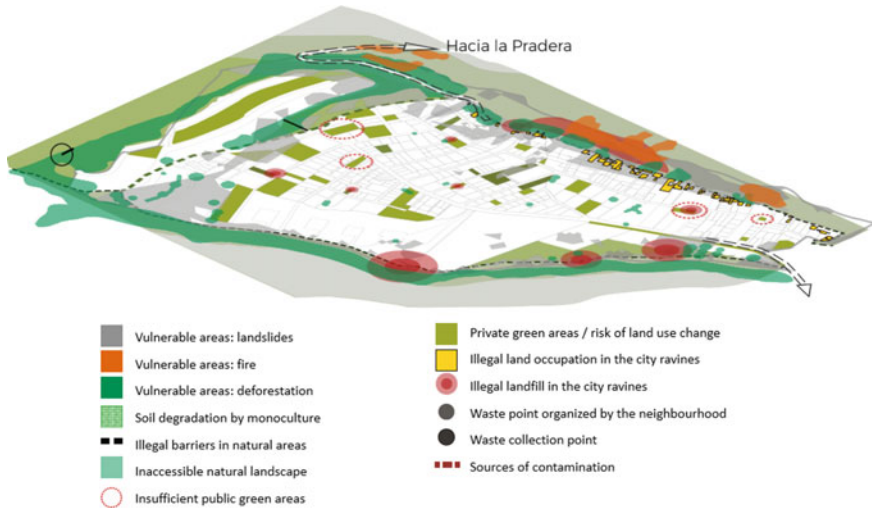 Hacia la Pradera
Vulnerable areas: landslides
Vulnerable areas: fire
Vulnerable areas: deforestation
Soil degradation by monoculture
Illegal barriers in natural areas
Inaccessible natural landscape
Insufficient public green areas
Private green areas / risk of land use change
Illegal land occupation in the city ravines
Illegal landfill in the city ravines
Waste point organized by the neighbourhood
Waste collection point
Sources of contamination